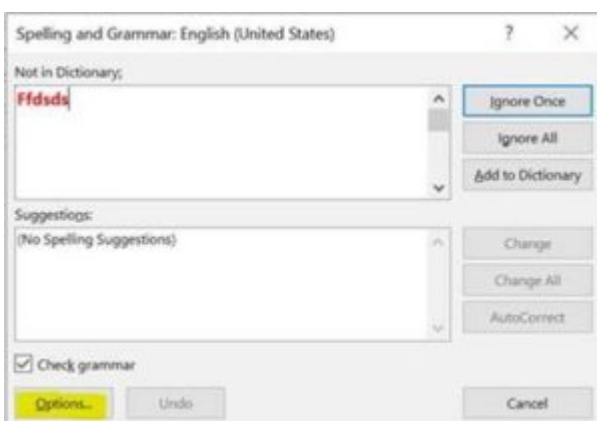 Spelling and Grammar: English (United States) ? ×
Not in Dictionary:
Ffdsds
Ignore Once
Ignore All
Add to Dictionary
Suggestions:
(No Spelling Suggestions)
Change
Change All
AutoCorrect
Check grammar
Options... Undo Cancel